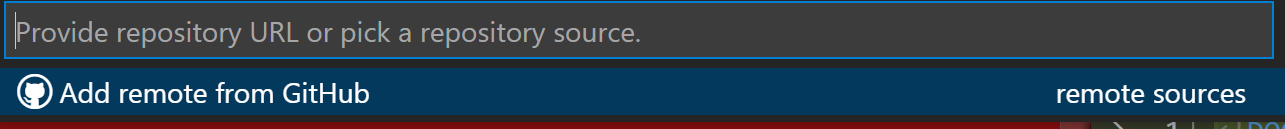 Provide repository URL or pick a repository source.
Add remote from GitHub remote sources